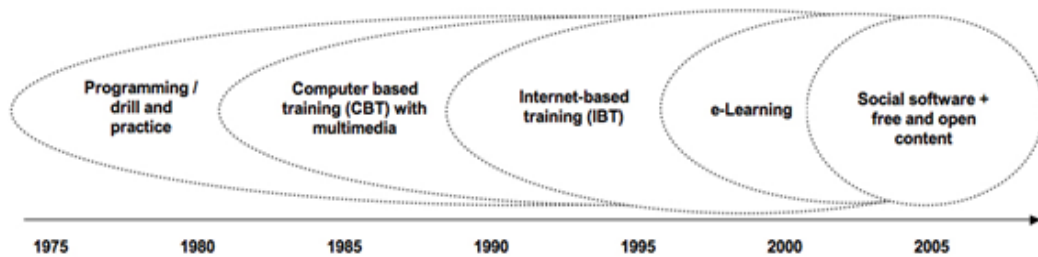 Programming /
drill and
practice
Computer based
training (CBT) with
multimedia
Internet-based
training (IBT)
e-Learning
Social software +
free and open
content
1975 1980 1985 1990 1995 2000 2005